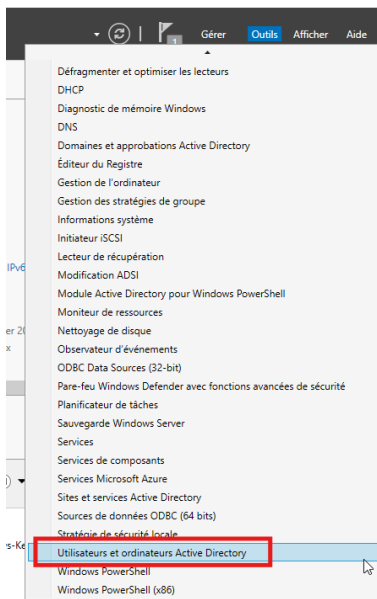 1
Gérer Outils Afficher Aide
Défragmenter et optimiser les lecteurs
DHCP
Diagnostic de mémoire Windows
DNS
Domaines et approbations Active Directory
Éditeur du Registre
Gestion de l'ordinateur
Gestion des stratégies de groupe
Informations système
Initiateur iSCSI
Lecteur de récupération
IPv6
Modification ADSI
Module Active Directory pour Windows PowerShell
Moniteur de ressources
er 20
Nettoyage de disque
x
Observateur d'événements
ODBC Data Sources (32-bit)
Pare-feu Windows Defender avec fonctions avancées de sécurité
Planificateur de tâches
Sauvegarde Windows Server
Services
Services de composants
Services Microsoft Azure
Sites et services Active Directory
Sources de données ODBC (64 bits)
Stratégie de sécurité locale
rs-Ke
Utilisateurs et ordinateurs Active Directory
Windows PowerShell
Windows PowerShell (x86)